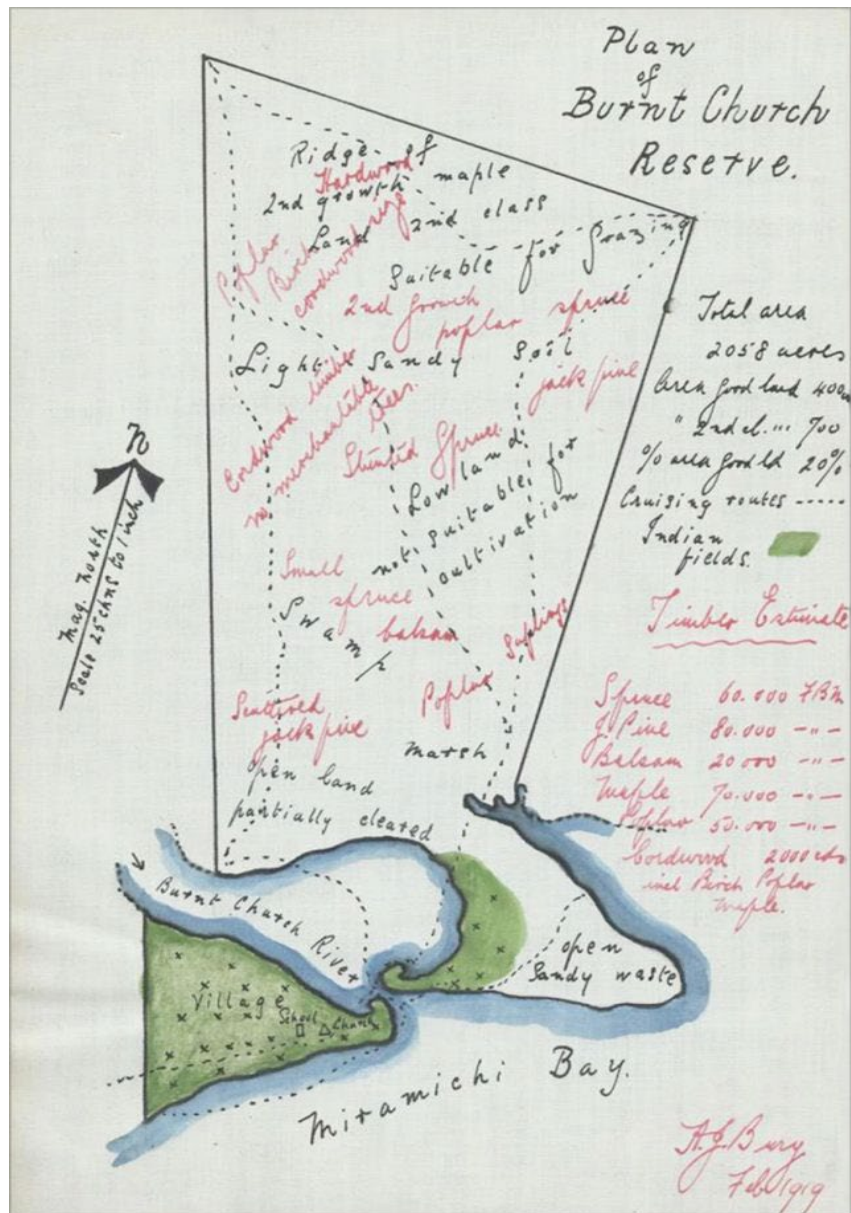 Plan
of
Burnt Church
Reserve.
Ridge of
Hardwood
2nd growth maple
Land 2nd class
Poplar
Birch
cordwood size
Suitable for Grazing
2nd Growth
poplar spruce
Light Sandy Soil
jack pine
Cordwood timber
no merchantible
trees.
Stunted Spruce
Low land
not suitable for
cultivation
Small
spruce
balsam
Swamp
Scattered
jack pine
Poplar Saplings
marsh
open land
partially cleared
N
Mag. North
Scale 25 chns to 1 inch
Total area
2058 acres
Area Good land 400
" 2nd cl. " 700
% area good ld 20%
Cruising routes -----
Indian
fields.
Timber Estimate
Spruce 60.000 FBm
J. Pine 80.000 -"-
Balsam 20 000 -"-
Maple 70.000 -"-
Poplar 50.000 -"-
Cordwood 2000 cds
incl Birch Poplar
Maple.
Burnt Church River
Village
School
Church
open
Sandy waste
Miramichi Bay.
A.J. Bury
Feb 1919